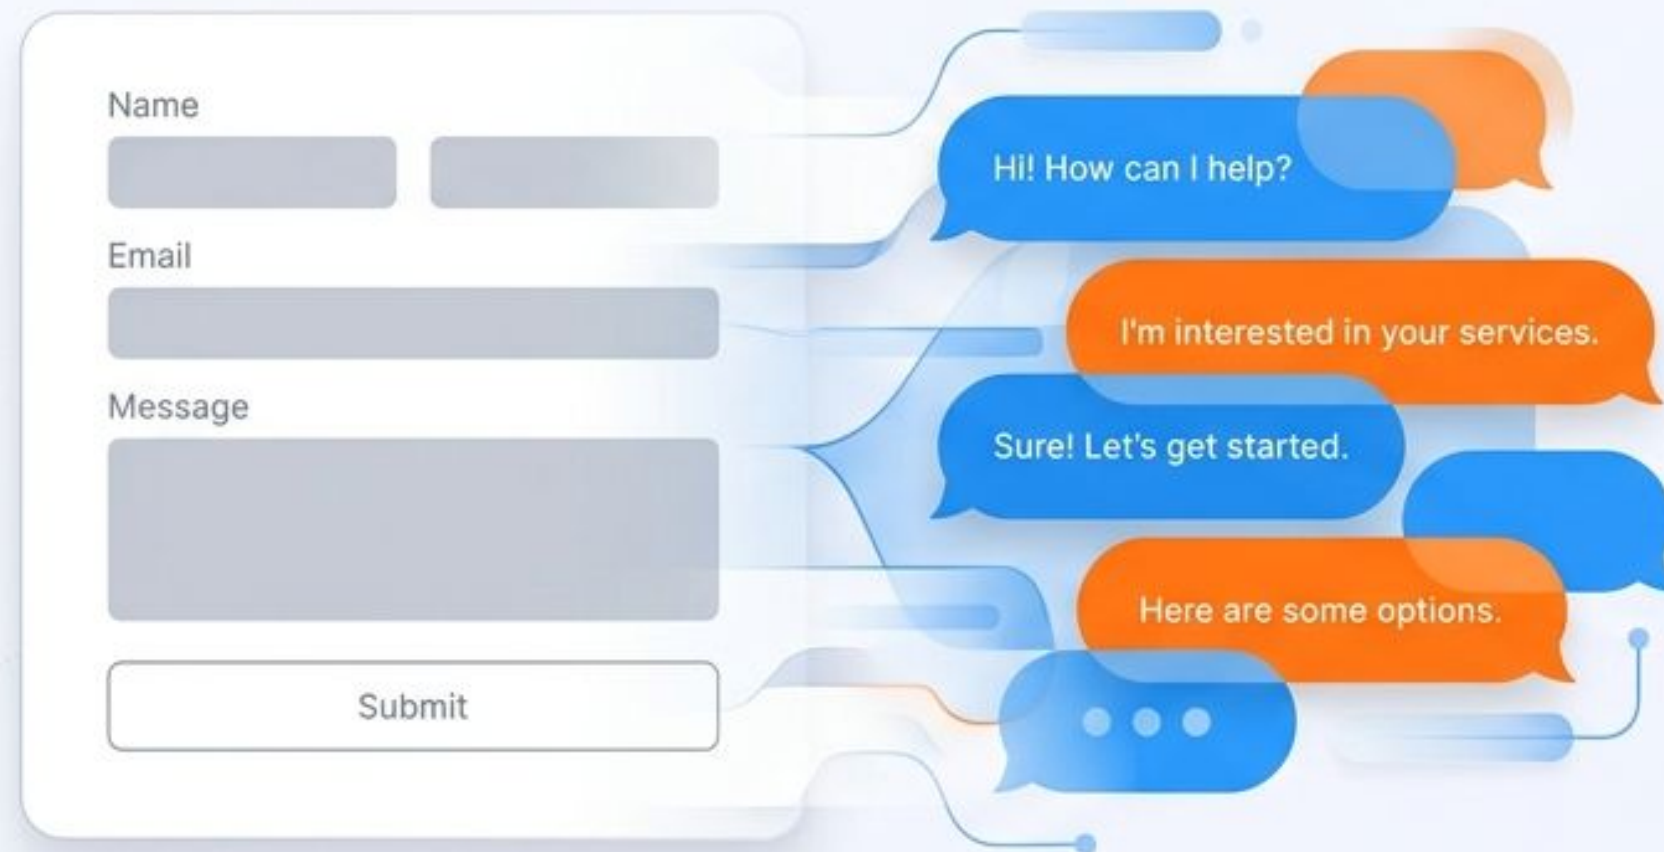 Name
Email
Message
Submit
Hi! How can I help?
I'm interested in your services.
Sure! Let's get started.
Here are some options.